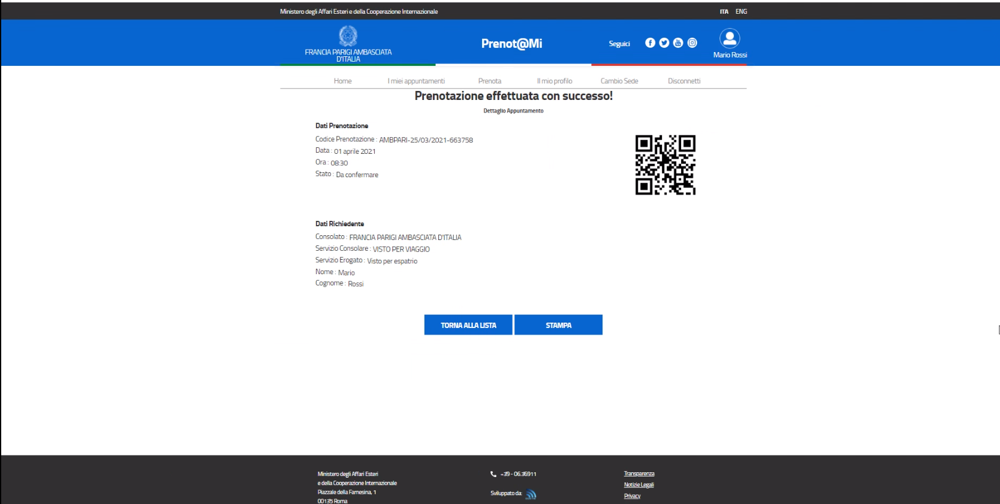 Ministero degli Affari Esteri e della Cooperazione Internazionale
ITA ENG
FRANCIA PARIGI AMBASCIATA
D'ITALIA
Prenot@Mi
Seguici
Mario Rossi
Home I miei appuntamenti Prenota Il mio profilo Cambio Sede Disconnetti
Prenotazione effettuata con successo!
Dettaglio Appuntamento
Dati Prenotazione
Codice Prenotazione : AMBPARI-25/03/2021-663758
Data : 01 aprile 2021
Ora : 08:30
Stato : Da confermare
Dati Richiedente
Consolato : FRANCIA PARIGI AMBASCIATA D'ITALIA
Servizio Consolare : VISTO PER VIAGGIO
Servizio Erogato : Visto per espatrio
Nome : Mario
Cognome : Rossi
TORNA ALLA LISTA STAMPA
Ministero degli Affari Esteri
e della Cooperazione Internazionale
Piazzale della Farnesina, 1
00135 Roma
+39 - 06.36911
Sviluppato da:
Transparenza
Notizie Legali
Privacy